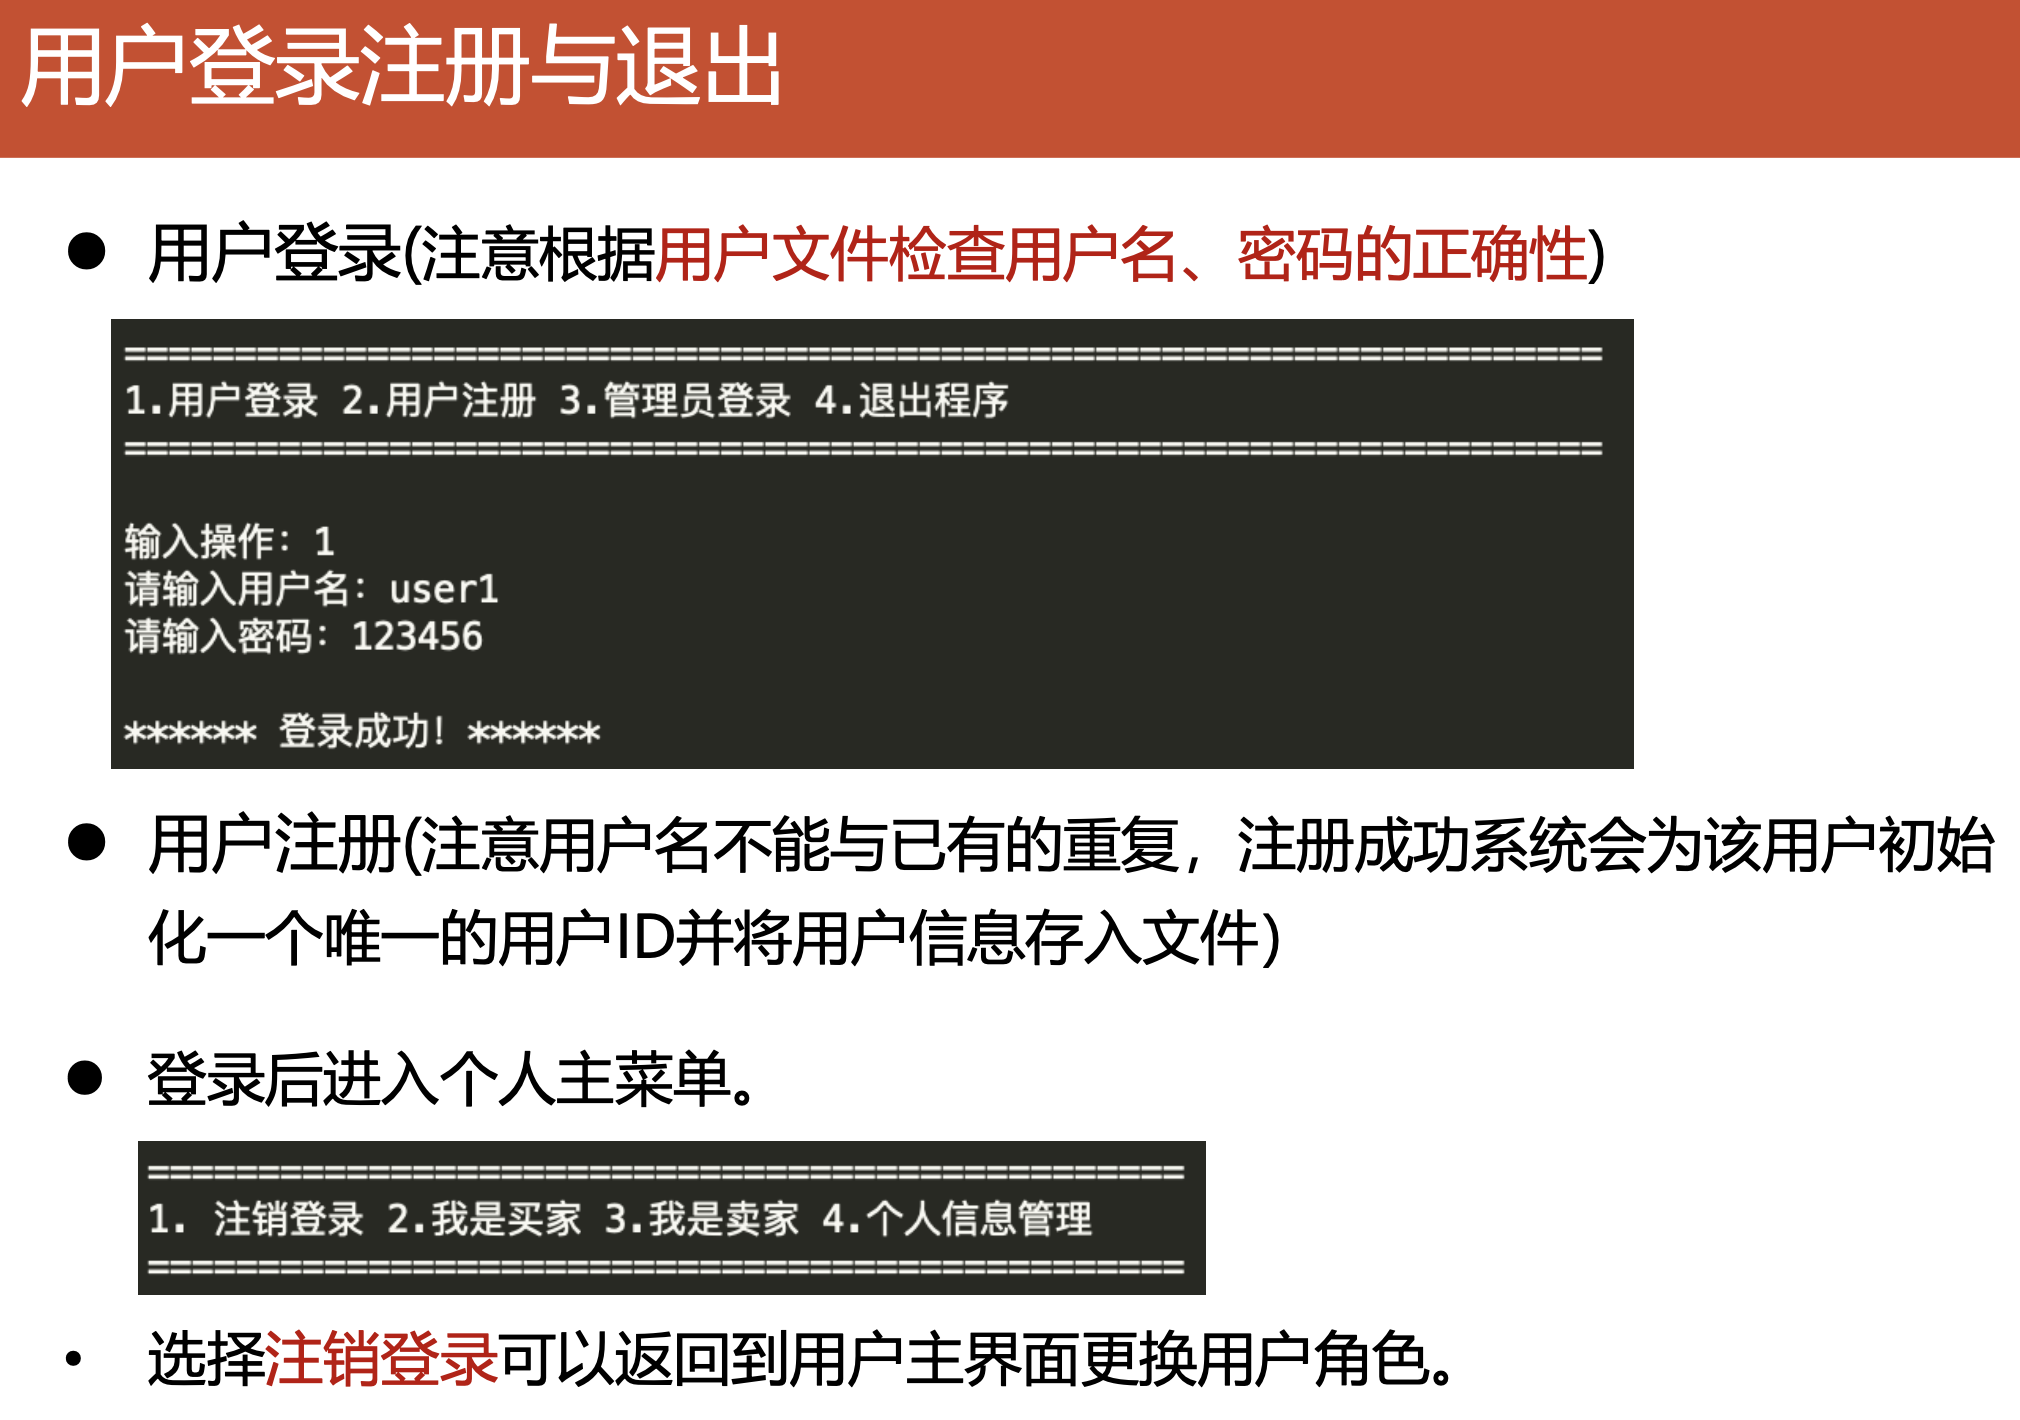 用户登录注册与退出
● 用户登录(注意根据用户文件检查用户名、密码的正确性)
===================================================================
1.用户登录 2.用户注册 3.管理员登录 4.退出程序
===================================================================
输入操作：1
请输入用户名：user1
请输入密码：123456
****** 登录成功！******
● 用户注册(注意用户名不能与已有的重复，注册成功系统会为该用户初始
化一个唯一的用户ID并将用户信息存入文件)
● 登录后进入个人主菜单。
===============================================
1. 注销登录 2.我是买家 3.我是卖家 4.个人信息管理
===============================================
• 选择注销登录可以返回到用户主界面更换用户角色。